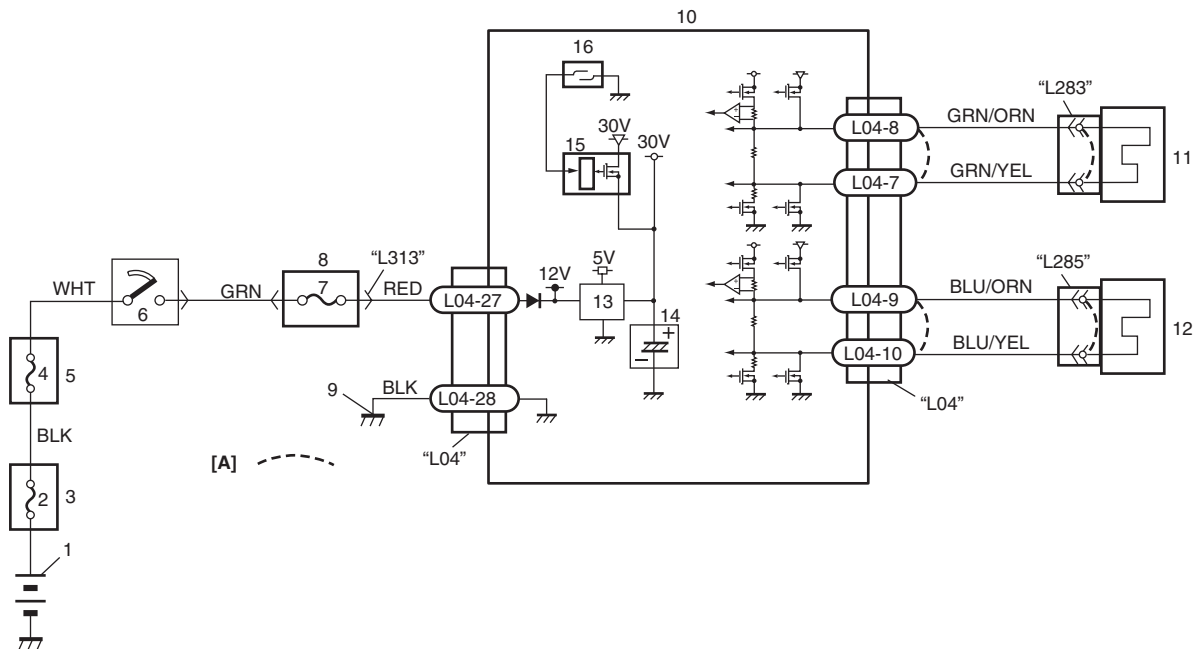 10
16
"L283"
30V
30V
15
L04-8
GRN/ORN
11
L04-7
GRN/YEL
"L313"
8
5V
12V
"L285"
WHT
GRN
7
RED
L04-27
13
L04-9
BLU/ORN
6
14
+
–
12
4
5
L04-10
BLU/YEL
9
BLK
L04-28
"L04"
BLK
[A]
"L04"
2
3
1